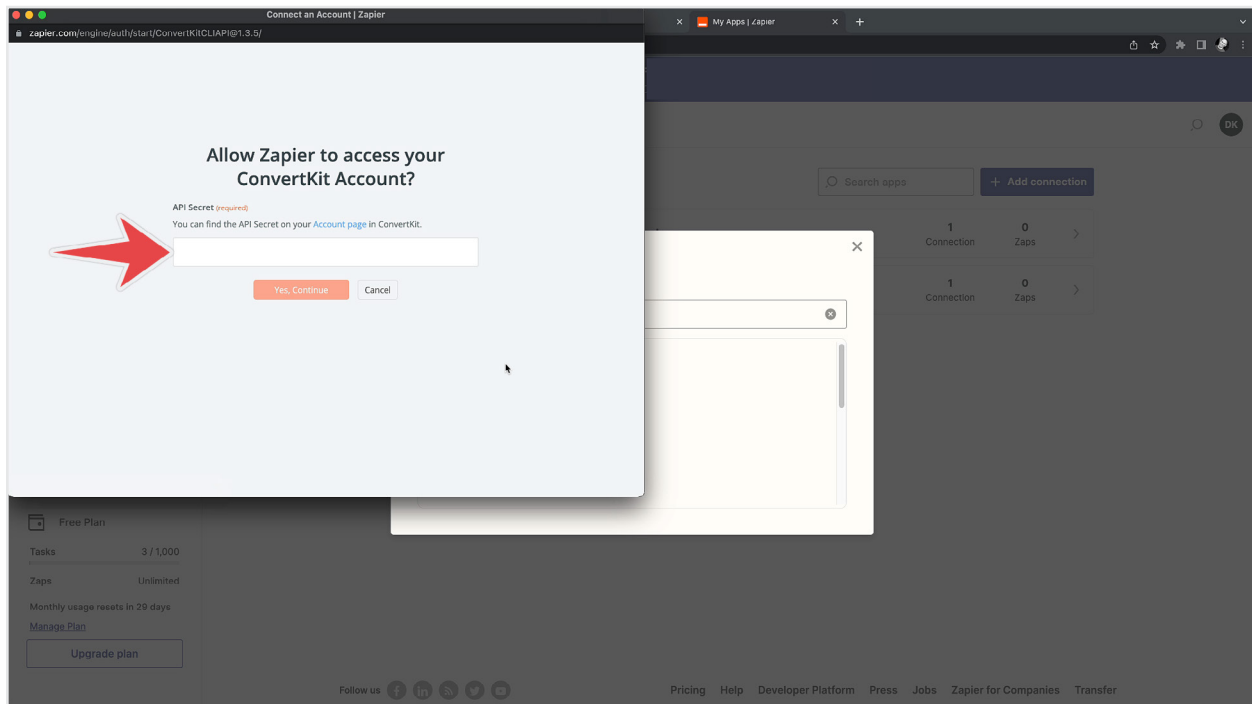 Connect an Account | Zapier
zapier.com/engine/auth/start/ConvertKitCLIAPI@1.3.5/
My Apps | Zapier
DK
Allow Zapier to access your
ConvertKit Account?
API Secret (required)
You can find the API Secret on your Account page in ConvertKit.
Yes, Continue
Cancel
Search apps
+ Add connection
1 0
Connection Zaps
1 0
Connection Zaps
Free Plan
Tasks 3 / 1,000
Zaps Unlimited
Monthly usage resets in 29 days
Manage Plan
Upgrade plan
Follow us
Pricing Help Developer Platform Press Jobs Zapier for Companies Transfer